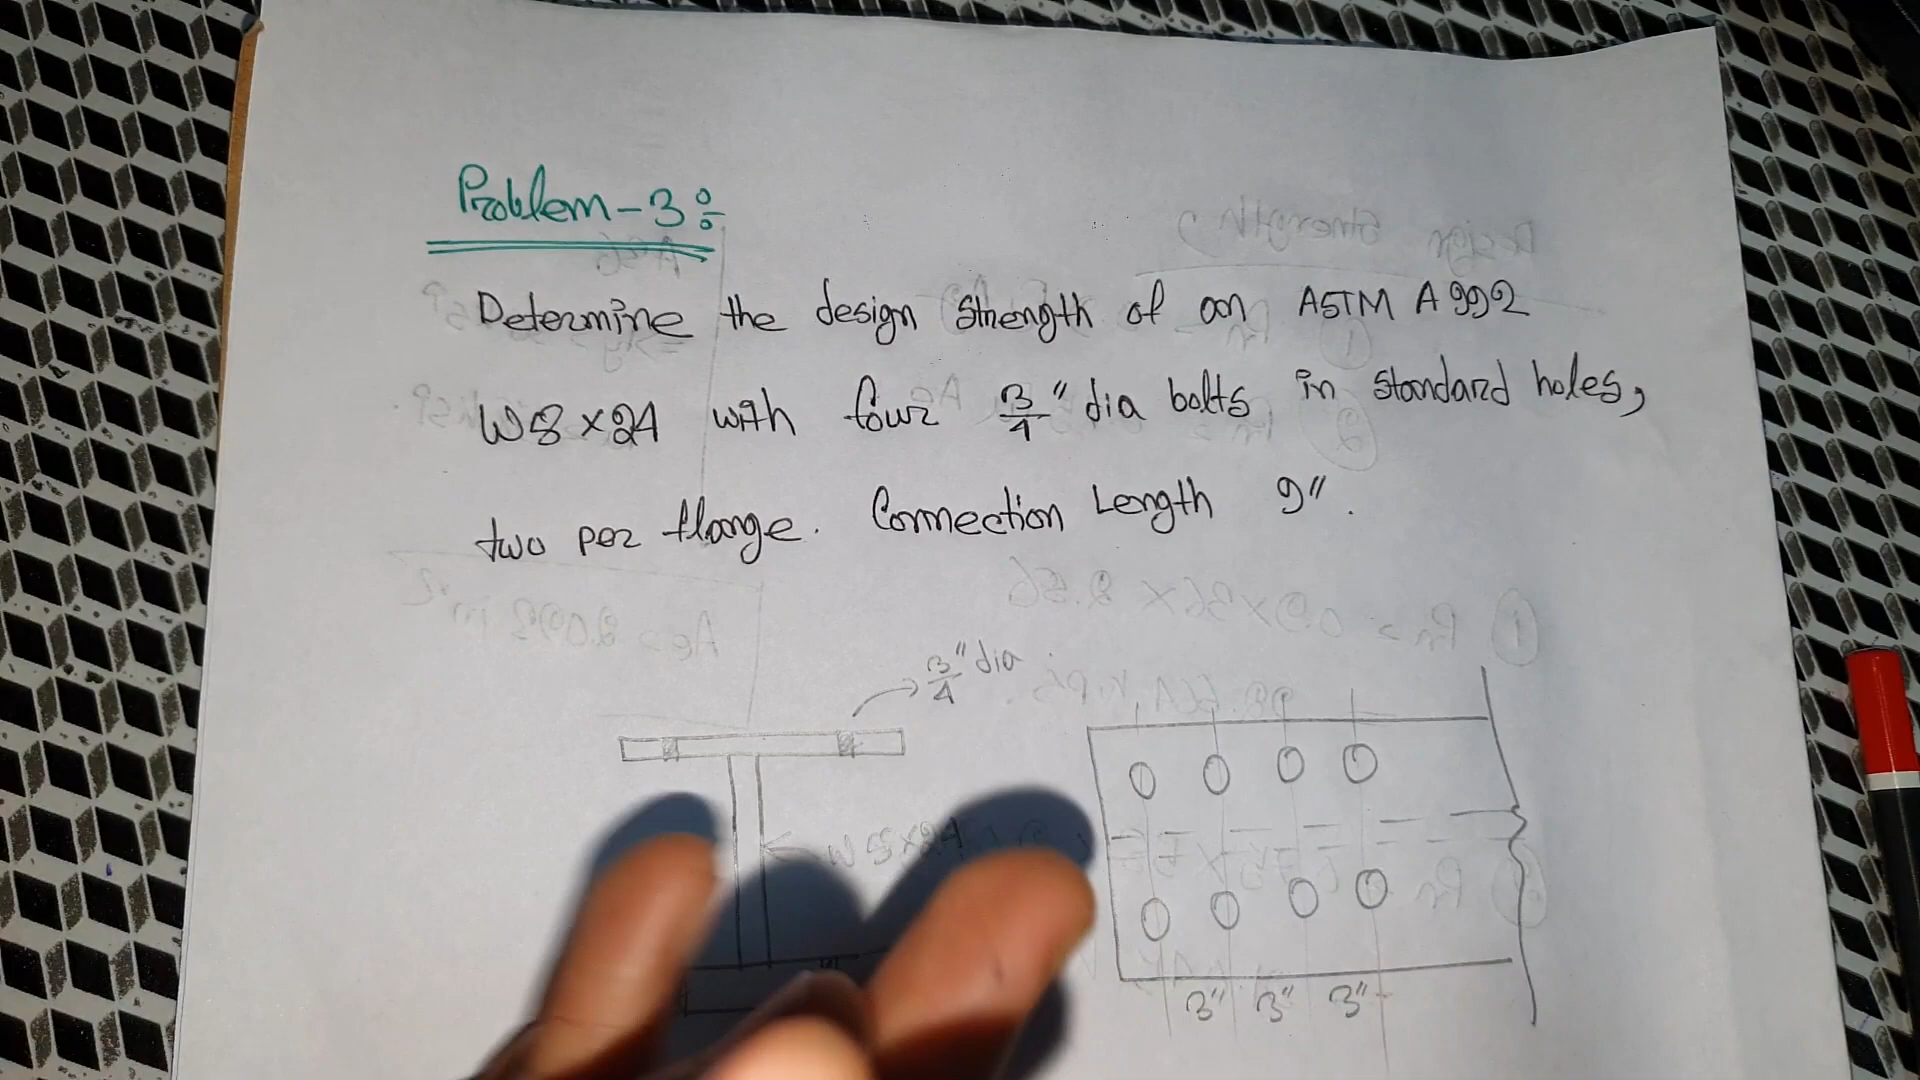 Problem-3:
Determine the design strength of an ASTM A992
W8×24 with four 3/4" dia bolts in standard holes,
two per flange. Connection Length 9".
3/4" dia
W8×24
3" 3" 3"